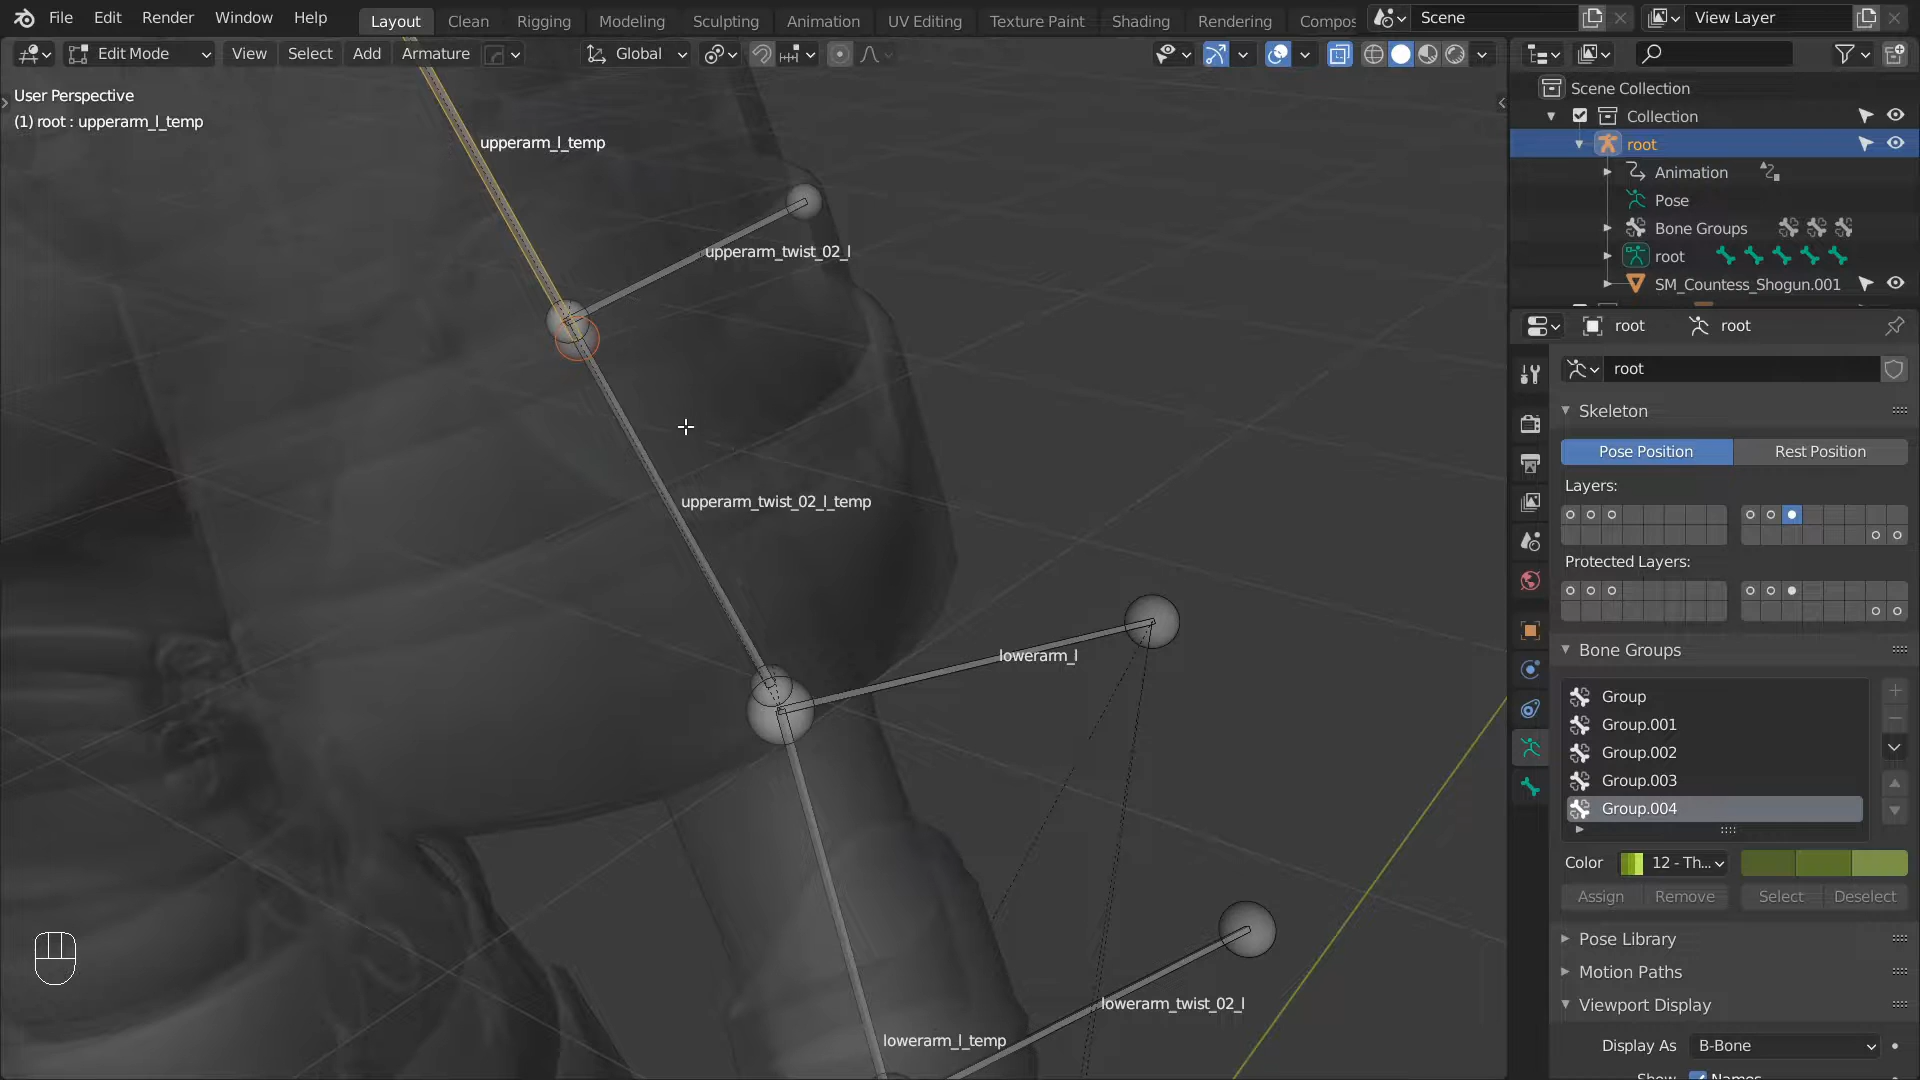 File Edit Render Window Help Layout Clean Rigging Modeling Sculpting Animation UV Editing Texture Paint Shading Rendering Compos Scene View Layer
Edit Mode View Select Add Armature Global
User Perspective
(1) root : upperarm_l_temp
upperarm_l_temp
upperarm_twist_02_l
upperarm_twist_02_l_temp
lowerarm_l
lowerarm_twist_02_l
lowerarm_l_temp
Scene Collection
Collection
root
Animation
Pose
Bone Groups
root
SM_Countess_Shogun.001
root root
root
Skeleton
Pose Position Rest Position
Layers:
Protected Layers:
Bone Groups
Group
Group.001
Group.002
Group.003
Group.004
Color 12 - Th...
Assign Remove Select Deselect
Pose Library
Motion Paths
Viewport Display
Display As B-Bone
Show Names